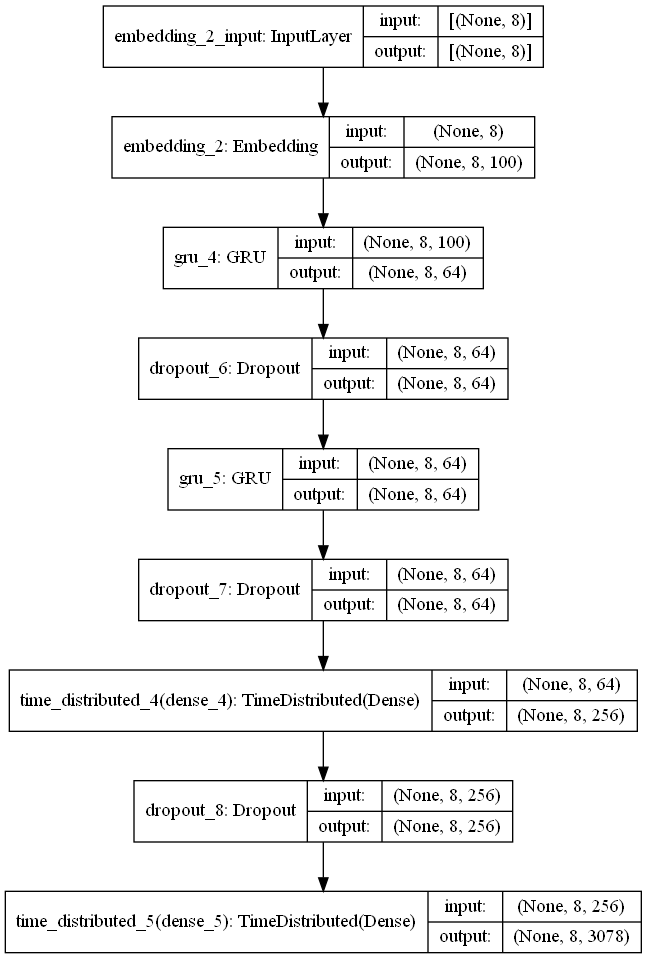 embedding_2_input: InputLayer
input: [(None, 8)]
output: [(None, 8)]
embedding_2: Embedding
input: (None, 8)
output: (None, 8, 100)
gru_4: GRU
input: (None, 8, 100)
output: (None, 8, 64)
dropout_6: Dropout
input: (None, 8, 64)
output: (None, 8, 64)
gru_5: GRU
input: (None, 8, 64)
output: (None, 8, 64)
dropout_7: Dropout
input: (None, 8, 64)
output: (None, 8, 64)
time_distributed_4(dense_4): TimeDistributed(Dense)
input: (None, 8, 64)
output: (None, 8, 256)
dropout_8: Dropout
input: (None, 8, 256)
output: (None, 8, 256)
time_distributed_5(dense_5): TimeDistributed(Dense)
input: (None, 8, 256)
output: (None, 8, 3078)